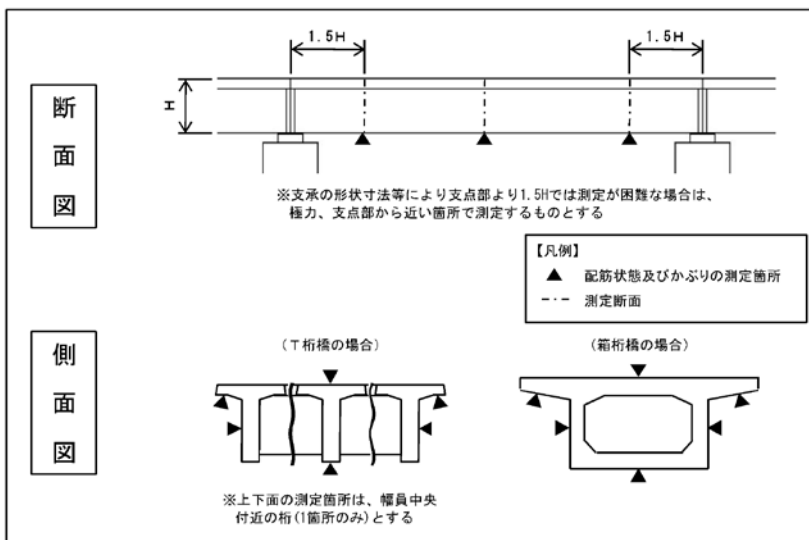 断面図
1.5H
1.5H
H
※支承の形状寸法等により支点部より1.5Hでは測定が困難な場合は、
極力、支点部から近い箇所で測定するものとする
【凡例】
▲ 配筋状態及びかぶりの測定箇所
-・- 測定断面
側面図
(T桁橋の場合)
(箱桁橋の場合)
※上下面の測定箇所は、幅員中央
付近の桁(1箇所のみ)とする